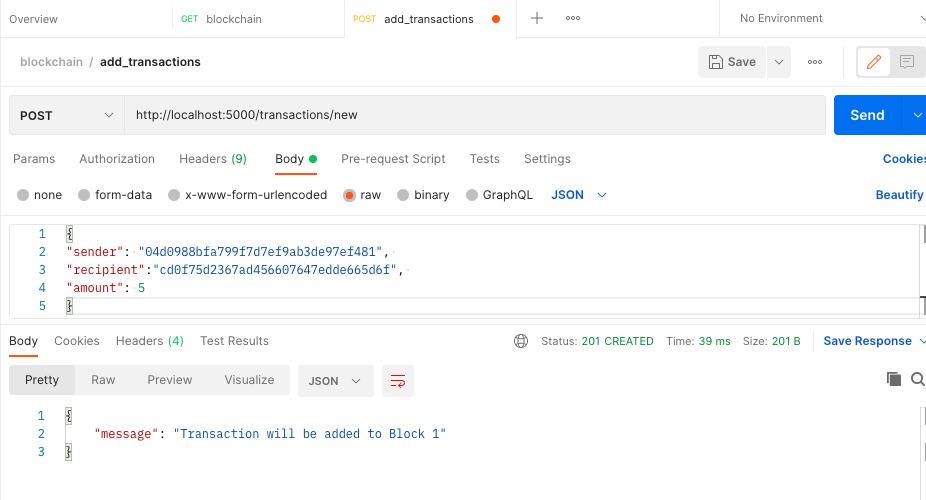 Overview GET blockchain POST add_transactions No Environment
blockchain / add_transactions Save
POST http://localhost:5000/transactions/new Send
Params Authorization Headers (9) Body Pre-request Script Tests Settings Cookies
none form-data x-www-form-urlencoded raw binary GraphQL JSON Beautify
1 {
2 "sender": "04d0988bfa799f7d7ef9ab3de97ef481",
3 "recipient":"cd0f75d2367ad456607647edde665d6f",
4 "amount": 5
5 }
Body Cookies Headers (4) Test Results Status: 201 CREATED Time: 39 ms Size: 201 B Save Response
Pretty Raw Preview Visualize JSON
1 {
2 "message": "Transaction will be added to Block 1"
3 }